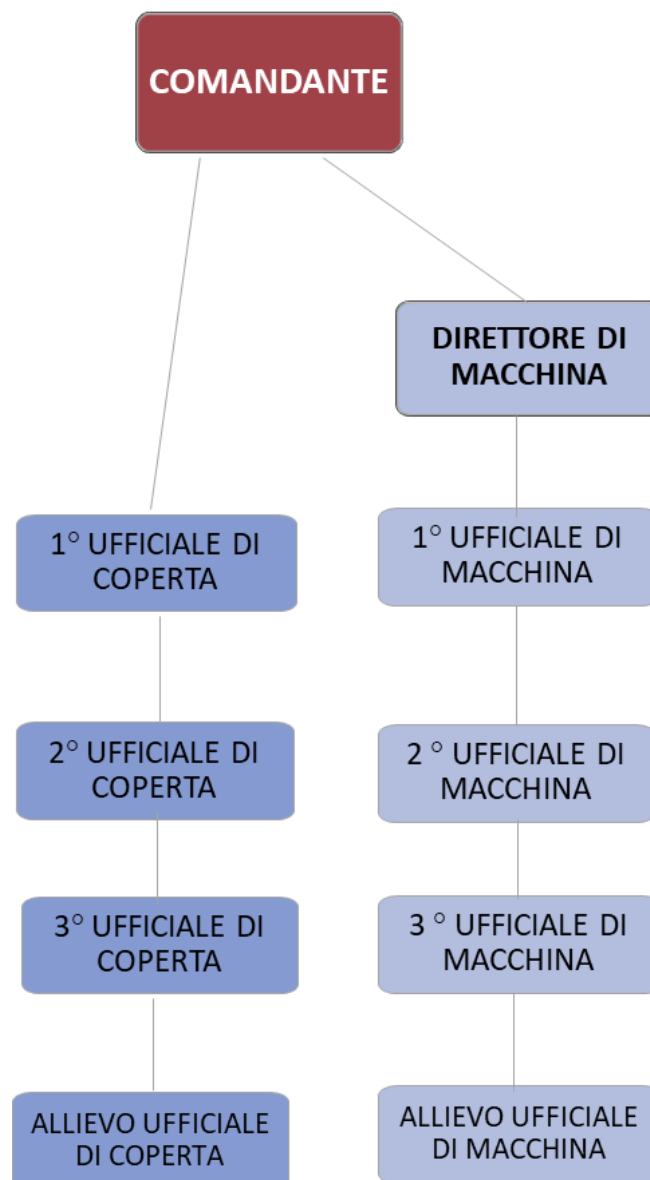 COMANDANTE
DIRETTORE DI
MACCHINA
1° UFFICIALE DI
COPERTA
1° UFFICIALE DI
MACCHINA
2° UFFICIALE DI
COPERTA
2 ° UFFICIALE DI
MACCHINA
3° UFFICIALE DI
COPERTA
3 ° UFFICIALE DI
MACCHINA
ALLIEVO UFFICIALE
DI COPERTA
ALLIEVO UFFICIALE
DI MACCHINA